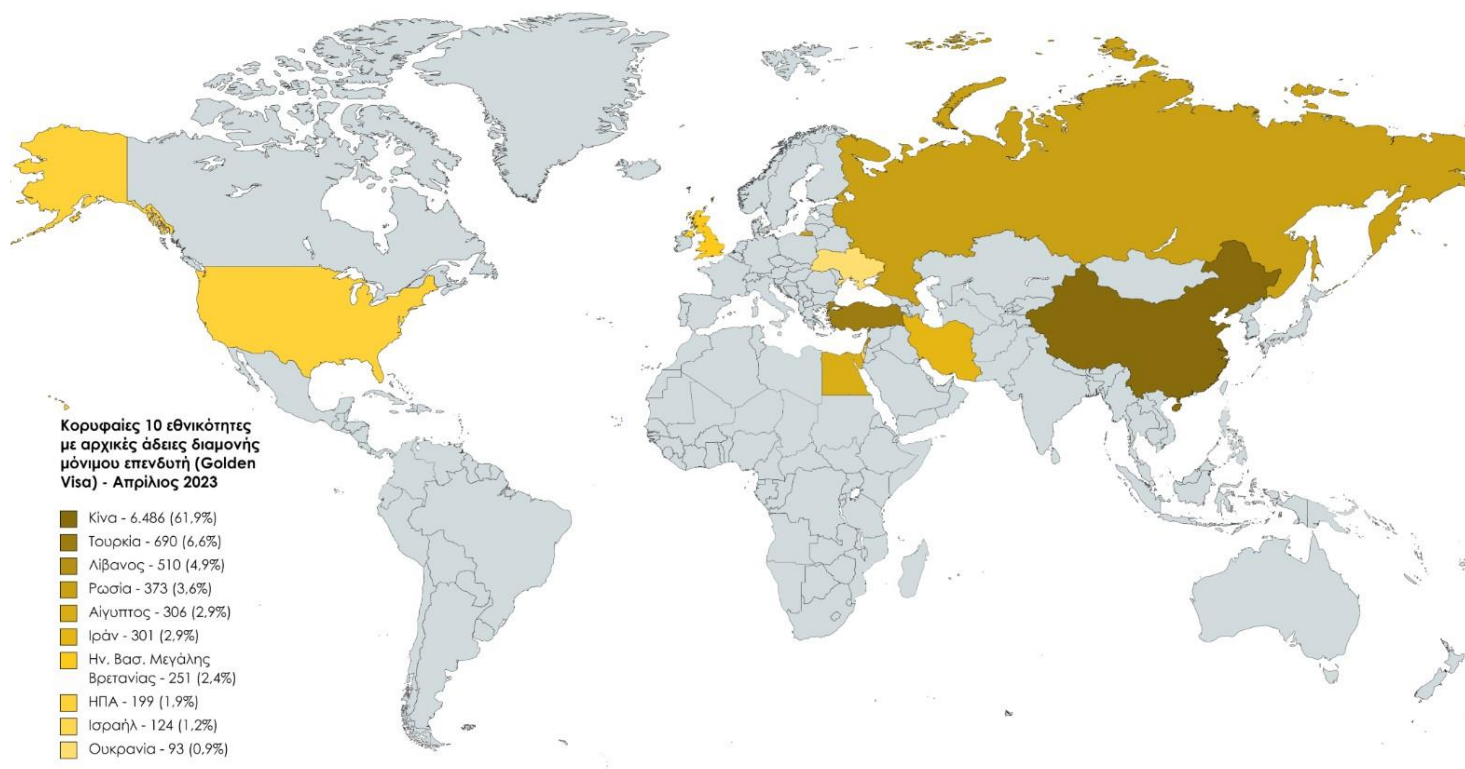 Κορυφαίες 10 εθνικότητες
με αρχικές άδειες διαμονής
μόνιμου επενδυτή (Golden
Visa) - Απρίλιος 2023
Κίνα - 6.486 (61,9%)
Τουρκία - 690 (6,6%)
Λίβανος - 510 (4,9%)
Ρωσία - 373 (3,6%)
Αίγυπτος - 306 (2,9%)
Ιράν - 301 (2,9%)
Ην. Βασ. Μεγάλης
Βρετανίας - 251 (2,4%)
ΗΠΑ - 199 (1,9%)
Ισραήλ - 124 (1,2%)
Ουκρανία - 93 (0,9%)